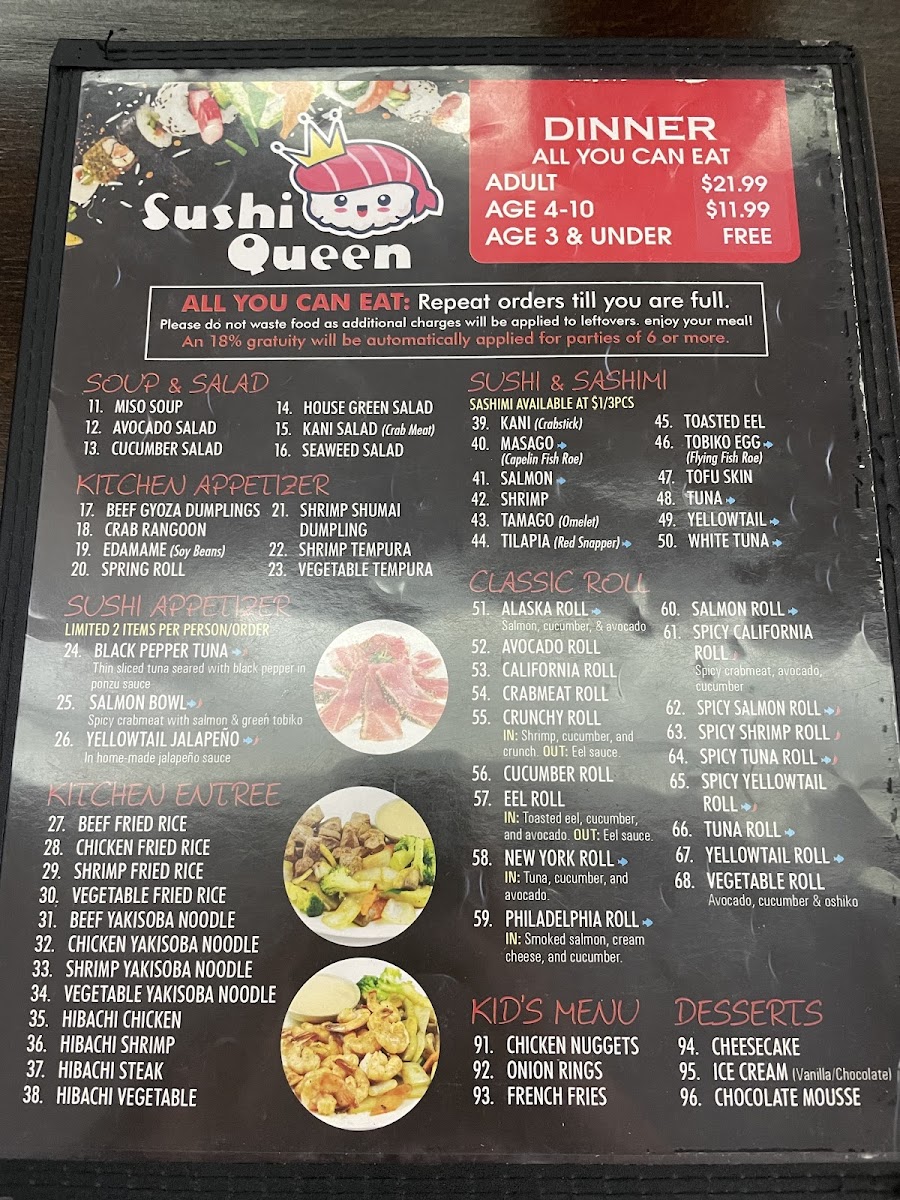 Sushi
Queen
DINNER
ALL YOU CAN EAT
ADULT $21.99
AGE 4-10 $11.99
AGE 3 & UNDER FREE
ALL YOU CAN EAT: Repeat orders till you are full.
Please do not waste food as additional charges will be applied to leftovers. enjoy your meal!
An 18% gratuity will be automatically applied for parties of 6 or more.
SOUP & SALAD
11. MISO SOUP
12. AVOCADO SALAD
13. CUCUMBER SALAD
14. HOUSE GREEN SALAD
15. KANI SALAD (Crab Meat)
16. SEAWEED SALAD
KITCHEN APPETIZER
17. BEEF GYOZA DUMPLINGS
18. CRAB RANGOON
19. EDAMAME (Soy Beans)
20. SPRING ROLL
21. SHRIMP SHUMAI
DUMPLING
22. SHRIMP TEMPURA
23. VEGETABLE TEMPURA
SUSHI APPETIZER
LIMITED 2 ITEMS PER PERSON/ORDER
24. BLACK PEPPER TUNA
Thin sliced tuna seared with black pepper in
ponzu sauce
25. SALMON BOWL
Spicy crabmeat with salmon & green tobiko
26. YELLOWTAIL JALAPEÑO
In home-made jalapeño sauce
KITCHEN ENTREE
27. BEEF FRIED RICE
28. CHICKEN FRIED RICE
29. SHRIMP FRIED RICE
30. VEGETABLE FRIED RICE
31. BEEF YAKISOBA NOODLE
32. CHICKEN YAKISOBA NOODLE
33. SHRIMP YAKISOBA NOODLE
34. VEGETABLE YAKISOBA NOODLE
35. HIBACHI CHICKEN
36. HIBACHI SHRIMP
37. HIBACHI STEAK
38. HIBACHI VEGETABLE
SUSHI & SASHIMI
SASHIMI AVAILABLE AT $1/3PCS
39. KANI (Crabstick)
40. MASAGO
(Capelin Fish Roe)
41. SALMON
42. SHRIMP
43. TAMAGO (Omelet)
44. TILAPIA (Red Snapper)
45. TOASTED EEL
46. TOBIKO EGG
(Flying Fish Roe)
47. TOFU SKIN
48. TUNA
49. YELLOWTAIL
50. WHITE TUNA
CLASSIC ROLL
51. ALASKA ROLL
Salmon, cucumber, & avocado
52. AVOCADO ROLL
53. CALIFORNIA ROLL
54. CRABMEAT ROLL
55. CRUNCHY ROLL
IN: Shrimp, cucumber, and
crunch. OUT: Eel sauce.
56. CUCUMBER ROLL
57. EEL ROLL
IN: Toasted eel, cucumber,
and avocado. OUT: Eel sauce.
58. NEW YORK ROLL
IN: Tuna, cucumber, and
avocado.
59. PHILADELPHIA ROLL
IN: Smoked salmon, cream
cheese, and cucumber.
60. SALMON ROLL
61. SPICY CALIFORNIA
ROLL
Spicy crabmeat, avocado,
cucumber
62. SPICY SALMON ROLL
63. SPICY SHRIMP ROLL
64. SPICY TUNA ROLL
65. SPICY YELLOWTAIL
ROLL
66. TUNA ROLL
67. YELLOWTAIL ROLL
68. VEGETABLE ROLL
Avocado, cucumber & oshiko
KID'S MENU
91. CHICKEN NUGGETS
92. ONION RINGS
93. FRENCH FRIES
DESSERTS
94. CHEESECAKE
95. ICE CREAM (Vanilla/Chocolate)
96. CHOCOLATE MOUSSE